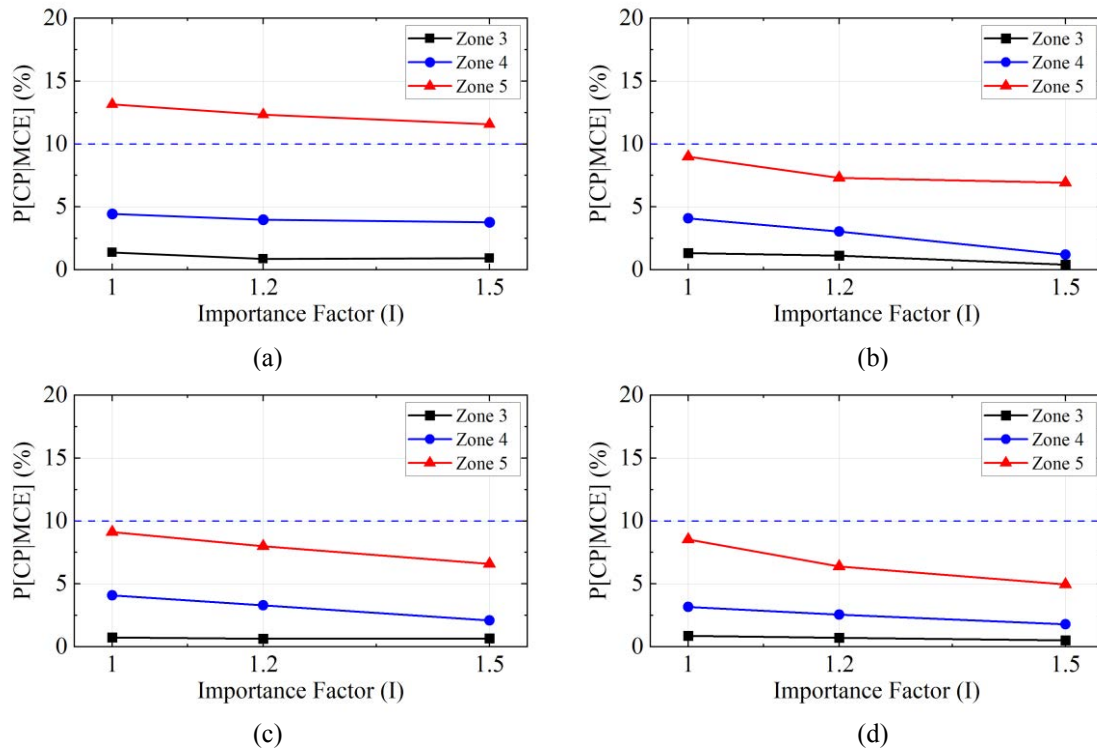 20
15
10
5
0
P[CP|MCE] (%)
Zone 3
Zone 4
Zone 5
1
1.2
1.5
Importance Factor (I)
(a)
20
15
10
5
0
P[CP|MCE] (%)
Zone 3
Zone 4
Zone 5
1
1.2
1.5
Importance Factor (I)
(b)
20
15
10
5
0
P[CP|MCE] (%)
Zone 3
Zone 4
Zone 5
1
1.2
1.5
Importance Factor (I)
(c)
20
15
10
5
0
P[CP|MCE] (%)
Zone 3
Zone 4
Zone 5
1
1.2
1.5
Importance Factor (I)
(d)